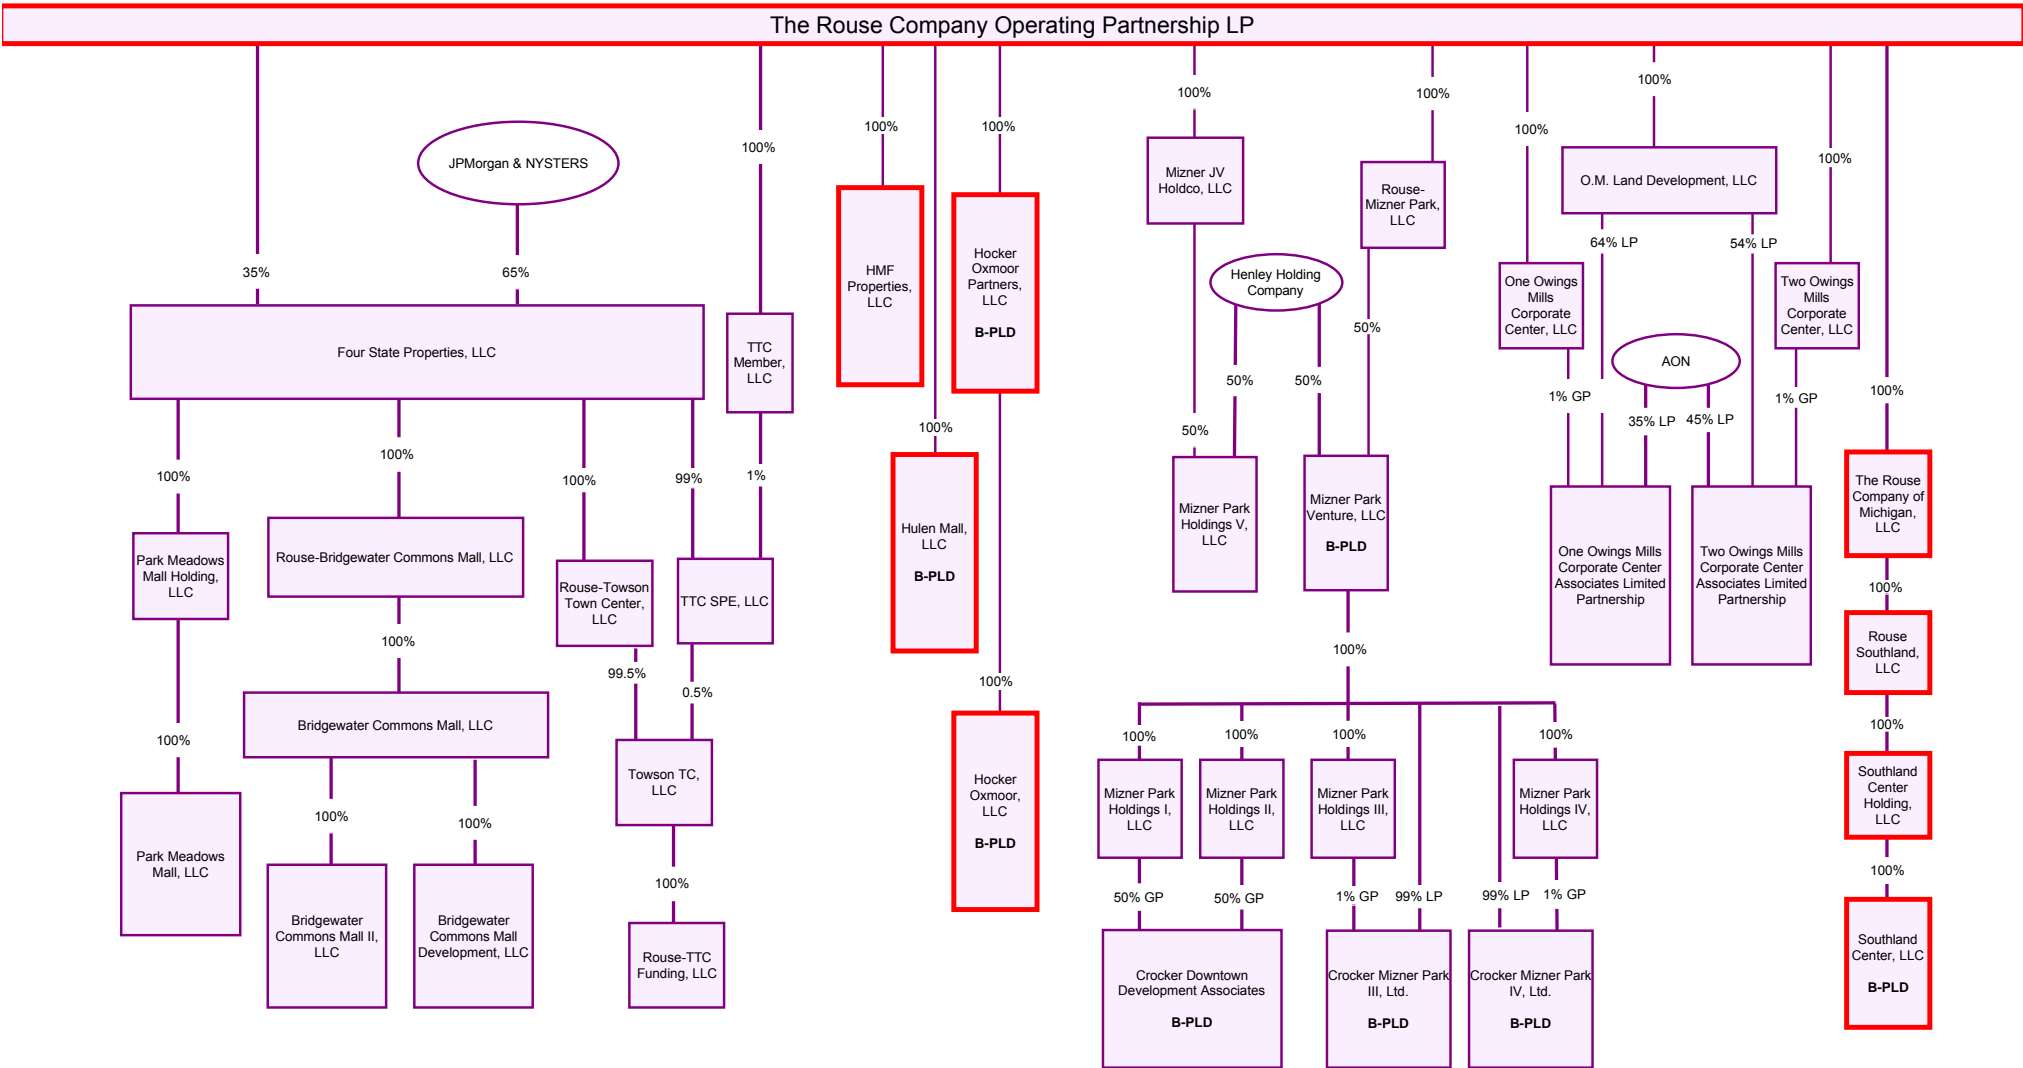 The Rouse Company Operating Partnership LP
100%
100%
100%
100%
100%
100%
100%
100%
100%
100%
JPMorgan & NYSTERS
35%
65%
Four State Properties, LLC
TTC
Member,
LLC
HMF
Properties,
LLC
Hocker
Oxmoor
Partners,
LLC
B-PLD
Mizner JV
Holdco, LLC
Rouse-
Mizner Park,
LLC
O.M. Land Development, LLC
64% LP
54% LP
Henley Holding
Company
One Owings
Mills
Corporate
Center, LLC
Two Owings
Mills
Corporate
Center, LLC
AON
50%
50%
50%
50%
1% GP
35% LP
45% LP
1% GP
100%
100%
100%
100%
99%
1%
100%
Park Meadows
Mall Holding,
LLC
Rouse-Bridgewater Commons Mall, LLC
Rouse-Towson
Town Center,
LLC
TTC SPE, LLC
Hulen Mall,
LLC
B-PLD
Mizner Park
Holdings V,
LLC
Mizner Park
Venture, LLC
B-PLD
One Owings Mills
Corporate Center
Associates Limited
Partnership
Two Owings Mills
Corporate Center
Associates Limited
Partnership
The Rouse
Company of
Michigan,
LLC
100%
Rouse
Southland,
LLC
100%
100%
99.5%
0.5%
100%
100%
100%
Bridgewater Commons Mall, LLC
Towson TC,
LLC
Hocker
Oxmoor,
LLC
B-PLD
100%
100%
100%
100%
Mizner Park
Holdings I,
LLC
Mizner Park
Holdings II,
LLC
Mizner Park
Holdings III,
LLC
Mizner Park
Holdings IV,
LLC
Southland
Center
Holding,
LLC
100%
100%
100%
100%
Park Meadows
Mall, LLC
Bridgewater
Commons Mall II,
LLC
Bridgewater
Commons Mall
Development, LLC
Rouse-TTC
Funding, LLC
50% GP
50% GP
1% GP
99% LP
99% LP
1% GP
Crocker Downtown
Development Associates
B-PLD
Crocker Mizner Park
III, Ltd.
B-PLD
Crocker Mizner Park
IV, Ltd.
B-PLD
Southland
Center, LLC
B-PLD